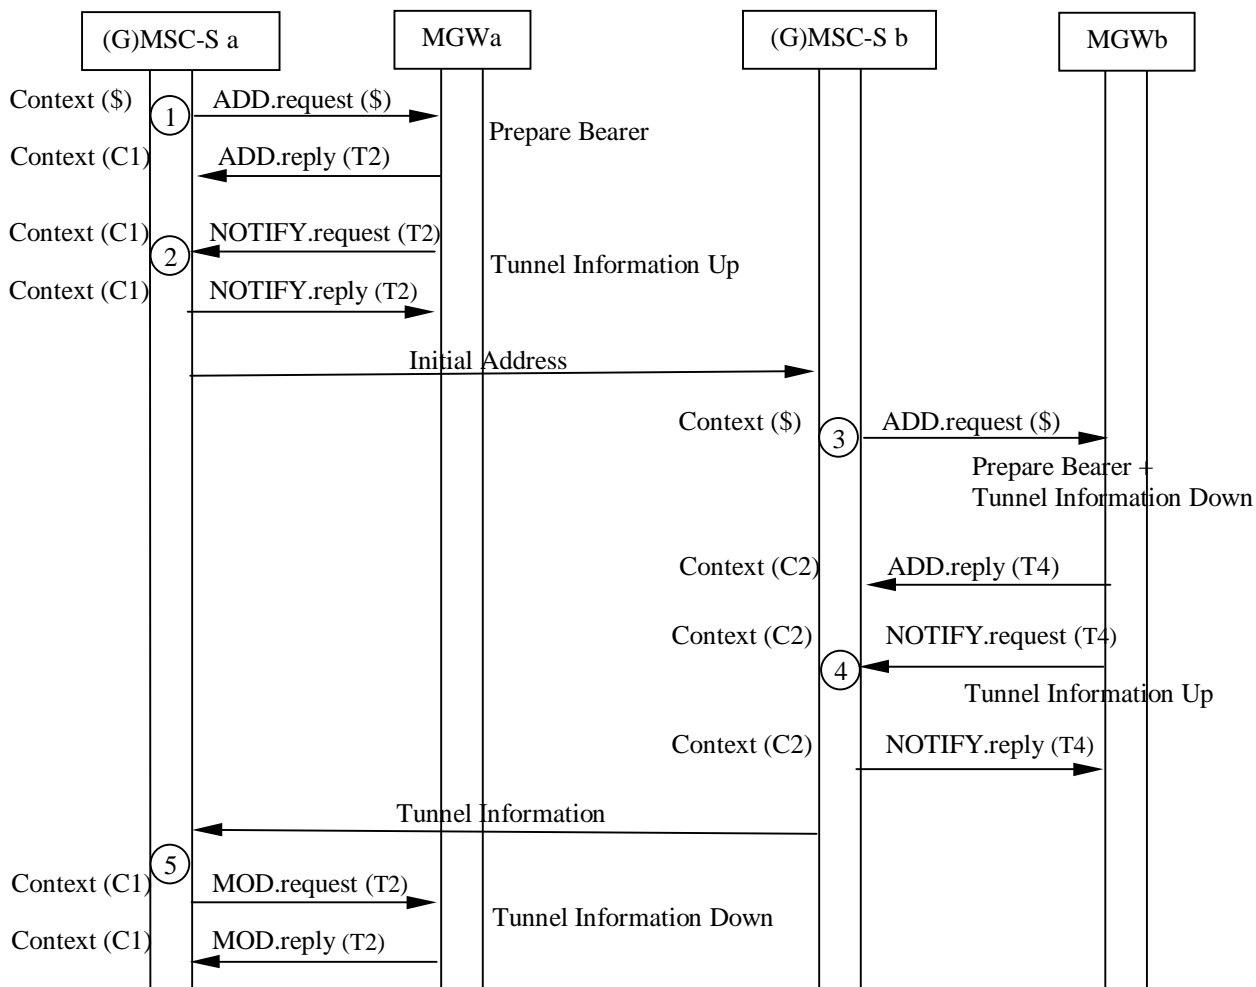 (G)MSC-S a
MGWa
(G)MSC-S b
MGWb
Context ($)
1
ADD.request ($)
Prepare Bearer
Context (C1)
ADD.reply (T2)
Context (C1)
2
NOTIFY.request (T2)
Tunnel Information Up
Context (C1)
NOTIFY.reply (T2)
Initial Address
Context ($)
3
ADD.request ($)
Prepare Bearer +
Tunnel Information Down
Context (C2)
ADD.reply (T4)
Context (C2)
NOTIFY.request (T4)
4
Tunnel Information Up
Context (C2)
NOTIFY.reply (T4)
Tunnel Information
5
Context (C1)
MOD.request (T2)
Tunnel Information Down
Context (C1)
MOD.reply (T2)